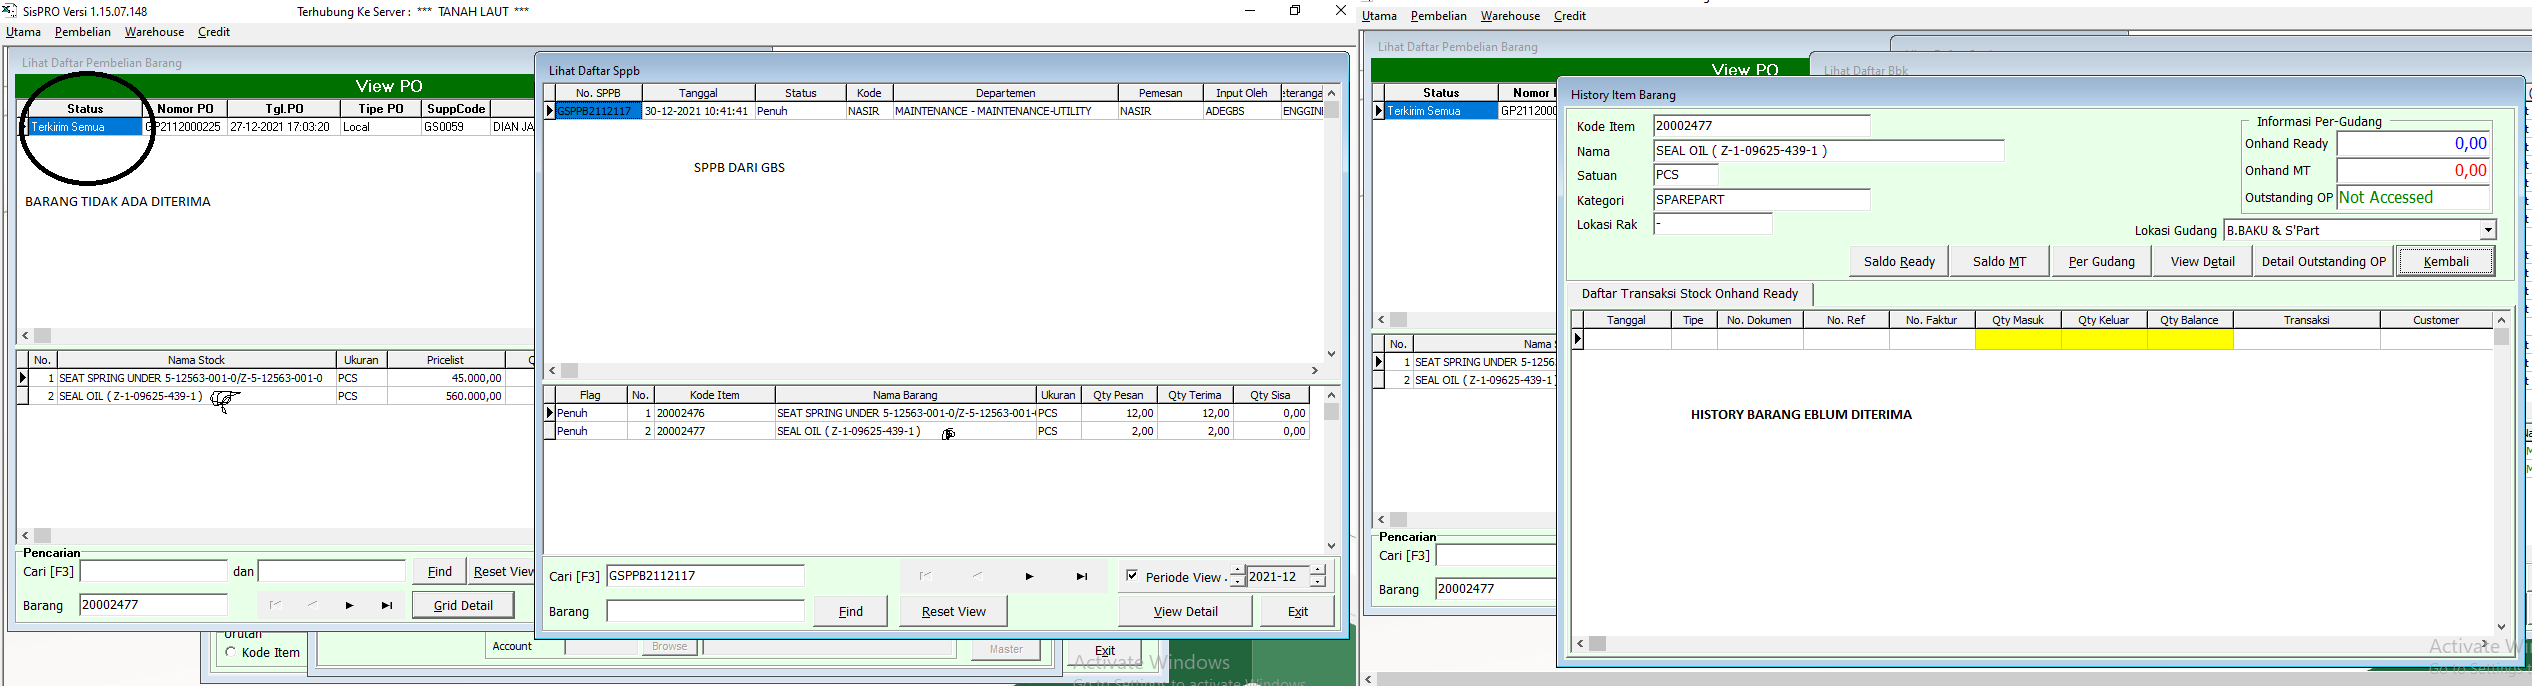 SisPRO Versi 1.15.07.148
Terhubung Ke Server : *** TANAH LAUT ***
Utama Pembelian Warehouse Credit
Lihat Daftar Pembelian Barang
View PO
Status Nomor PO Tgl.PO Tipe PO SuppCode
Terkirim Semua GP2112000225 27-12-2021 17:03:20 Local GS0059 DIAN JA
BARANG TIDAK ADA DITERIMA
No. Nama Stock Ukuran Pricelist
1 SEAT SPRING UNDER 5-12563-001-0/Z-5-12563-001-0 PCS 45.000,00
2 SEAL OIL ( Z-1-09625-439-1 ) PCS 560.000,00
Pencarian
Cari [F3] dan Find Reset View
Barang 20002477 Grid Detail
Urutan
Kode Item
Account Browse Master Exit
Lihat Daftar Sppb
No. SPPB Tanggal Status Kode Departemen Pemesan Input Oleh eteranga
GSPPB2112117 30-12-2021 10:41:41 Penuh NASIR MAINTENANCE - MAINTENANCE-UTILITY NASIR ADEGBS ENGGINE
SPPB DARI GBS
Flag No. Kode Item Nama Barang Ukuran Qty Pesan Qty Terima Qty Sisa
Penuh 1 20002476 SEAT SPRING UNDER 5-12563-001-0/Z-5-12563-001-( PCS 12,00 12,00 0,00
Penuh 2 20002477 SEAL OIL ( Z-1-09625-439-1 ) PCS 2,00 2,00 0,00
Cari [F3] GSPPB2112117 Periode View . 2021-12
Barang Find Reset View View Detail Exit
Activate Windows
Go to Settings to activate Windows.
Utama Pembelian Warehouse Credit
Lihat Daftar Pembelian Barang
View PO
Lihat Daftar Bbk
Status Nomor
Terkirim Semua GP211200
No. Nama
1 SEAT SPRING UNDER 5-1256
2 SEAL OIL ( Z-1-09625-439-1
Pencarian
Cari [F3]
Barang 20002477
History Item Barang
Kode Item 20002477
Nama SEAL OIL ( Z-1-09625-439-1 )
Satuan PCS
Kategori SPAREPART
Lokasi Rak -
Informasi Per-Gudang
Onhand Ready 0,00
Onhand MT 0,00
Outstanding OP Not Accessed
Lokasi Gudang B.BAKU & S'Part
Saldo Ready Saldo MT Per Gudang View Detail Detail Outstanding OP Kembali
Daftar Transaksi Stock Onhand Ready
Tanggal Tipe No. Dokumen No. Ref No. Faktur Qty Masuk Qty Keluar Qty Balance Transaksi Customer
HISTORY BARANG EBLUM DITERIMA
Activate Wi
Go to Settings t